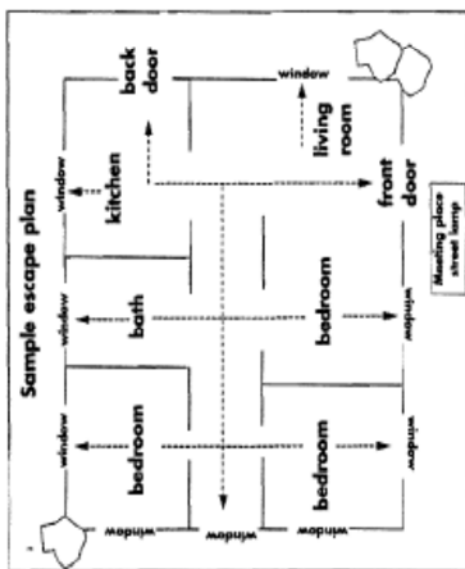 Sample escape plan
window
window
window
bedroom
bath
kitchen
back
door
window
window
window
window
bedroom
bedroom
living
room
window
window
front
door
Meeting place
street lamp